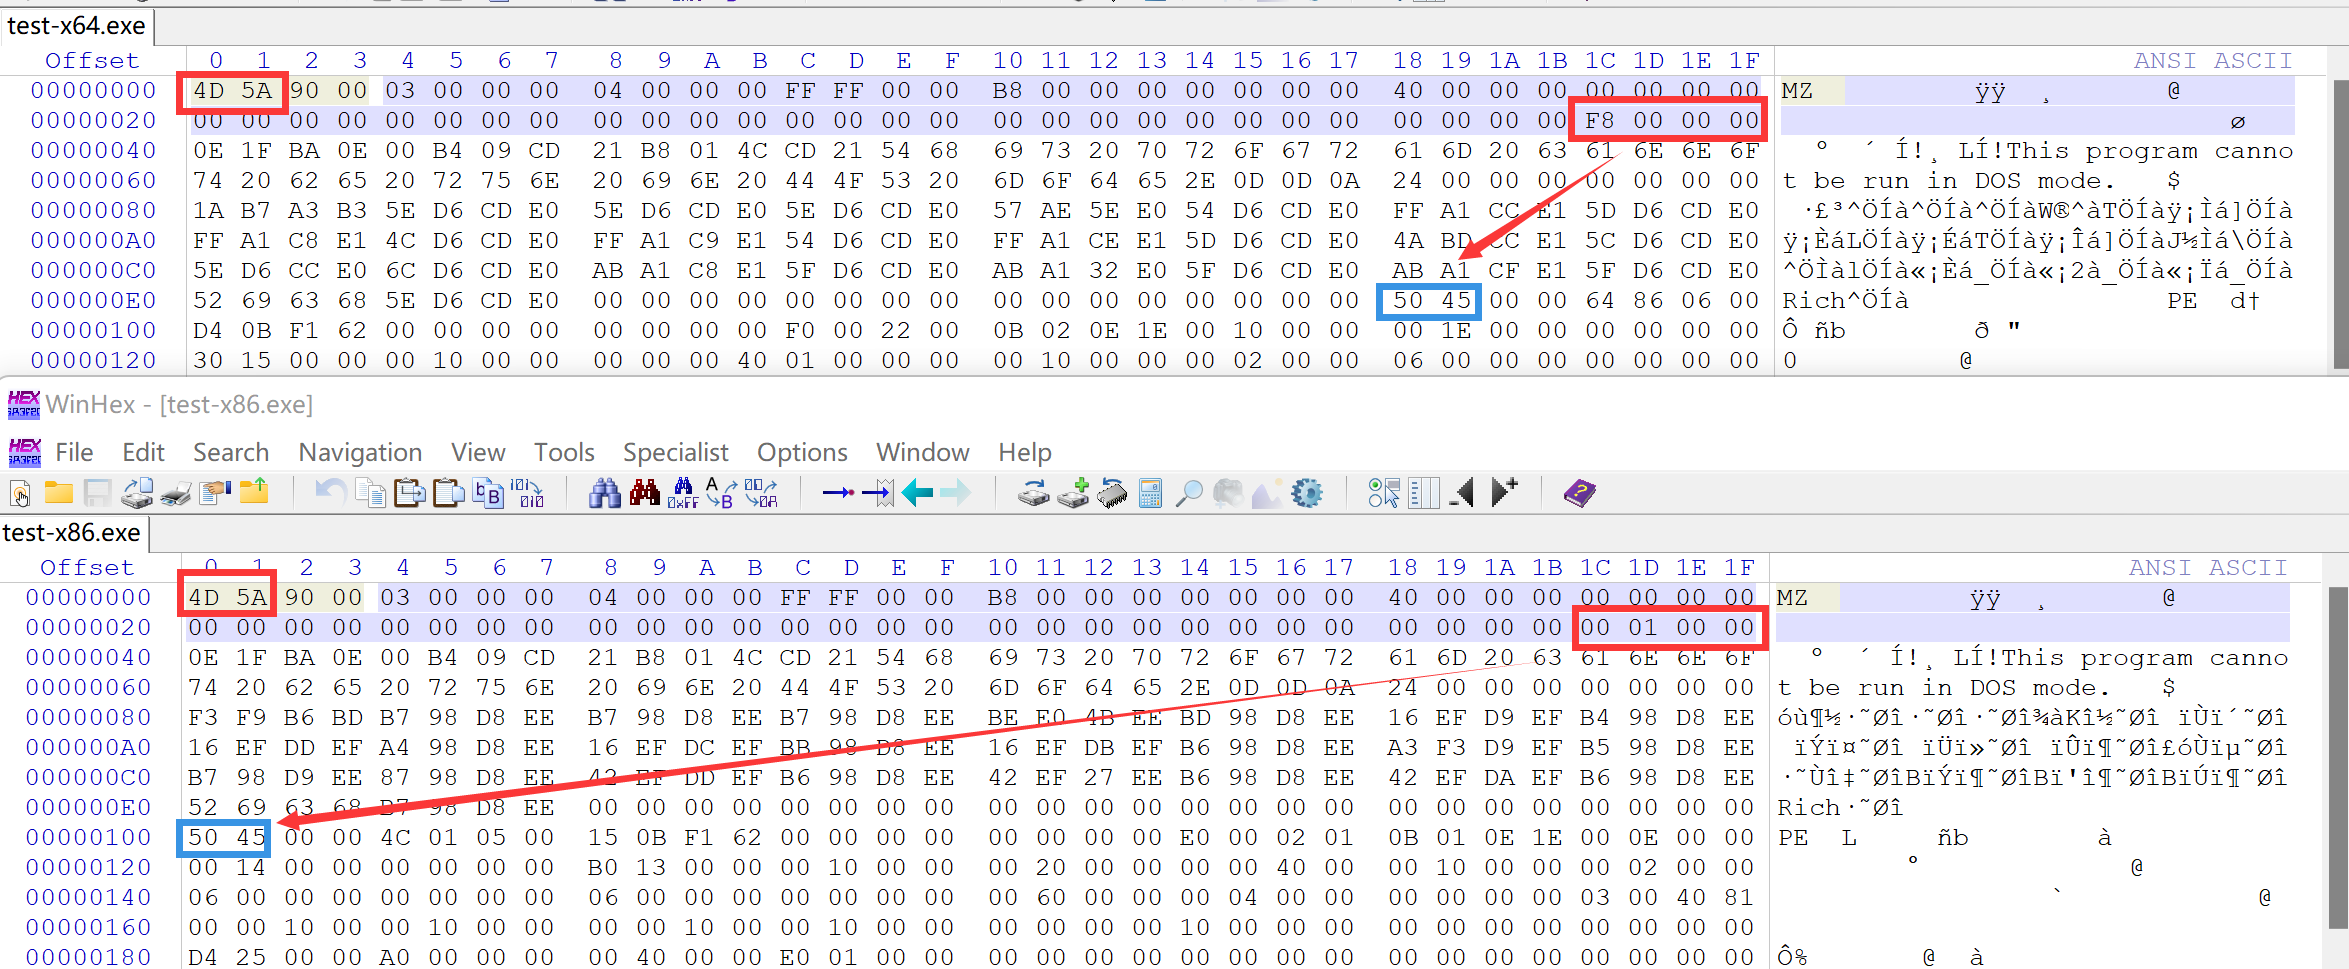 test-x64.exe
Offset 0 1 2 3 4 5 6 7 8 9 A B C D E F 10 11 12 13 14 15 16 17 18 19 1A 1B 1C 1D 1E 1F ANSI ASCII
00000000 4D 5A 90 00 03 00 00 00 04 00 00 00 FF FF 00 00 B8 00 00 00 00 00 00 00 40 00 00 00 00 00 00 00 MZ ÿÿ ¸ @
00000020 00 00 00 00 00 00 00 00 00 00 00 00 00 00 00 00 00 00 00 00 00 00 00 00 00 00 00 00 F8 00 00 00 ø
00000040 0E 1F BA 0E 00 B4 09 CD 21 B8 01 4C CD 21 54 68 69 73 20 70 72 6F 67 72 61 6D 20 63 61 6E 6E 6F º ´ Í!¸ LÍ!This program canno
00000060 74 20 62 65 20 72 75 6E 20 69 6E 20 44 4F 53 20 6D 6F 64 65 2E 0D 0D 0A 24 00 00 00 00 00 00 00 t be run in DOS mode. $
00000080 1A B7 A3 B3 5E D6 CD E0 5E D6 CD E0 5E D6 CD E0 57 AE 5E E0 54 D6 CD E0 FF A1 CC E1 5D D6 CD E0 ·£³^ÖÍà^ÖÍà^ÖÍàW®^àTÖÍàÿ¡Ìá]ÖÍà
000000A0 FF A1 C8 E1 4C D6 CD E0 FF A1 C9 E1 54 D6 CD E0 FF A1 CE E1 5D D6 CD E0 4A BD CC E1 5C D6 CD E0 ÿ¡ÈáLÖÍàÿ¡ÉáTÖÍàÿ¡Îá]ÖÍàJ½Ìá\ÖÍà
000000C0 5E D6 CC E0 6C D6 CD E0 AB A1 C8 E1 5F D6 CD E0 AB A1 32 E0 5F D6 CD E0 AB A1 CF E1 5F D6 CD E0 ^ÖÌàlÖÍà«¡Èá_ÖÍà«¡2à_ÖÍà«¡Ïá_ÖÍà
000000E0 52 69 63 68 5E D6 CD E0 00 00 00 00 00 00 00 00 00 00 00 00 00 00 00 00 50 45 00 00 64 86 06 00 Rich^ÖÍà PE d†
00000100 D4 0B F1 62 00 00 00 00 00 00 00 00 F0 00 22 00 0B 02 0E 1E 00 10 00 00 00 1E 00 00 00 00 00 00 Ô ñb ð "
00000120 30 15 00 00 00 10 00 00 00 00 00 40 01 00 00 00 00 10 00 00 00 02 00 00 06 00 00 00 00 00 00 00 0 @
WinHex - [test-x86.exe]
File Edit Search Navigation View Tools Specialist Options Window Help
test-x86.exe
Offset 0 1 2 3 4 5 6 7 8 9 A B C D E F 10 11 12 13 14 15 16 17 18 19 1A 1B 1C 1D 1E 1F ANSI ASCII
00000000 4D 5A 90 00 03 00 00 00 04 00 00 00 FF FF 00 00 B8 00 00 00 00 00 00 00 40 00 00 00 00 00 00 00 MZ ÿÿ ¸ @
00000020 00 00 00 00 00 00 00 00 00 00 00 00 00 00 00 00 00 00 00 00 00 00 00 00 00 00 00 00 00 01 00 00
00000040 0E 1F BA 0E 00 B4 09 CD 21 B8 01 4C CD 21 54 68 69 73 20 70 72 6F 67 72 61 6D 20 63 61 6E 6E 6F º ´ Í!¸ LÍ!This program canno
00000060 74 20 62 65 20 72 75 6E 20 69 6E 20 44 4F 53 20 6D 6F 64 65 2E 0D 0D 0A 24 00 00 00 00 00 00 00 t be run in DOS mode. $
00000080 F3 F9 B6 BD B7 98 D8 EE B7 98 D8 EE B7 98 D8 EE BE E0 4B EE BD 98 D8 EE 16 EF D9 EF B4 98 D8 EE óù¶½·˜Øî·˜Øî·˜Øî¾àKî½˜Øî ïÙï´˜Øî
000000A0 16 EF DD EF A4 98 D8 EE 16 EF DC EF BB 98 D8 EE 16 EF DB EF B6 98 D8 EE A3 F3 D9 EF B5 98 D8 EE ïÝï¤˜Øî ïÜï»˜Øî ïÛï¶˜Øî£óÙïµ˜Øî
000000C0 B7 98 D9 EE 87 98 D8 EE 42 EF DD EF B6 98 D8 EE 42 EF 27 EE B6 98 D8 EE 42 EF DA EF B6 98 D8 EE ·˜Ùî‡˜ØîBïÝï¶˜ØîBï'î¶˜ØîBïÚï¶˜Øî
000000E0 52 69 63 68 B7 98 D8 EE 00 00 00 00 00 00 00 00 00 00 00 00 00 00 00 00 00 00 00 00 00 00 00 00 Rich·˜Øî
00000100 50 45 00 00 4C 01 05 00 15 0B F1 62 00 00 00 00 00 00 00 00 E0 00 02 01 0B 01 0E 1E 00 0E 00 00 PE L ñb à
00000120 00 14 00 00 00 00 00 00 B0 13 00 00 00 10 00 00 00 20 00 00 00 00 40 00 00 10 00 00 00 02 00 00 ° @
00000140 06 00 00 00 00 00 00 00 06 00 00 00 00 00 00 00 00 60 00 00 00 04 00 00 00 00 00 00 03 00 40 81 ` @
00000160 00 00 10 00 00 10 00 00 00 00 10 00 00 10 00 00 00 00 00 00 10 00 00 00 00 00 00 00 00 00 00 00
00000180 D4 25 00 00 A0 00 00 00 00 40 00 00 E0 01 00 00 00 00 00 00 00 00 00 00 00 00 00 00 00 00 00 00 Ô% @ à